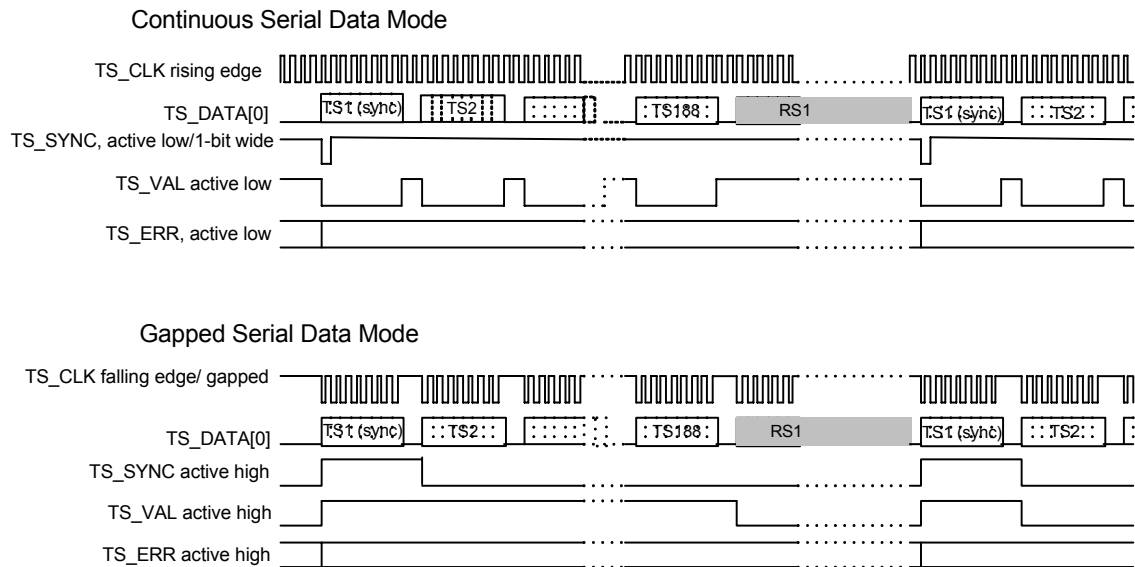 Continuous Serial Data Mode
TS_CLK rising edge
TS_DATA[0]
TS1 (sync)
TS2
TS188
RS1
TS1 (sync)
TS2
TS_SYNC, active low/1-bit wide
TS_VAL active low
TS_ERR, active low
Gapped Serial Data Mode
TS_CLK falling edge/ gapped
TS_DATA[0]
TS1 (sync)
TS2
TS188
RS1
TS1 (sync)
TS2
TS_SYNC active high
TS_VAL active high
TS_ERR active high